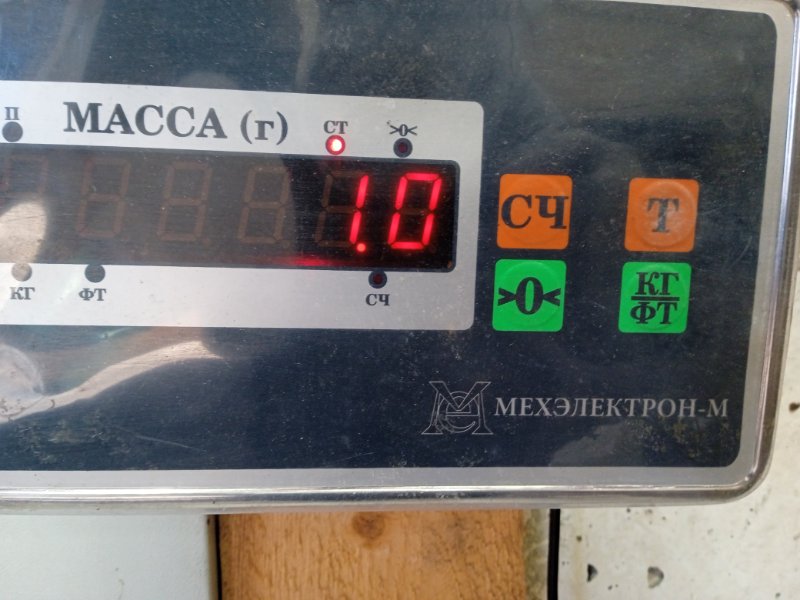 П
МАССА (г)
СТ
>0<
1.0
КГ
ФТ
СЧ
СЧ
Т
>0<
КГ
ФТ
МЕХЭЛЕКТРОН-М